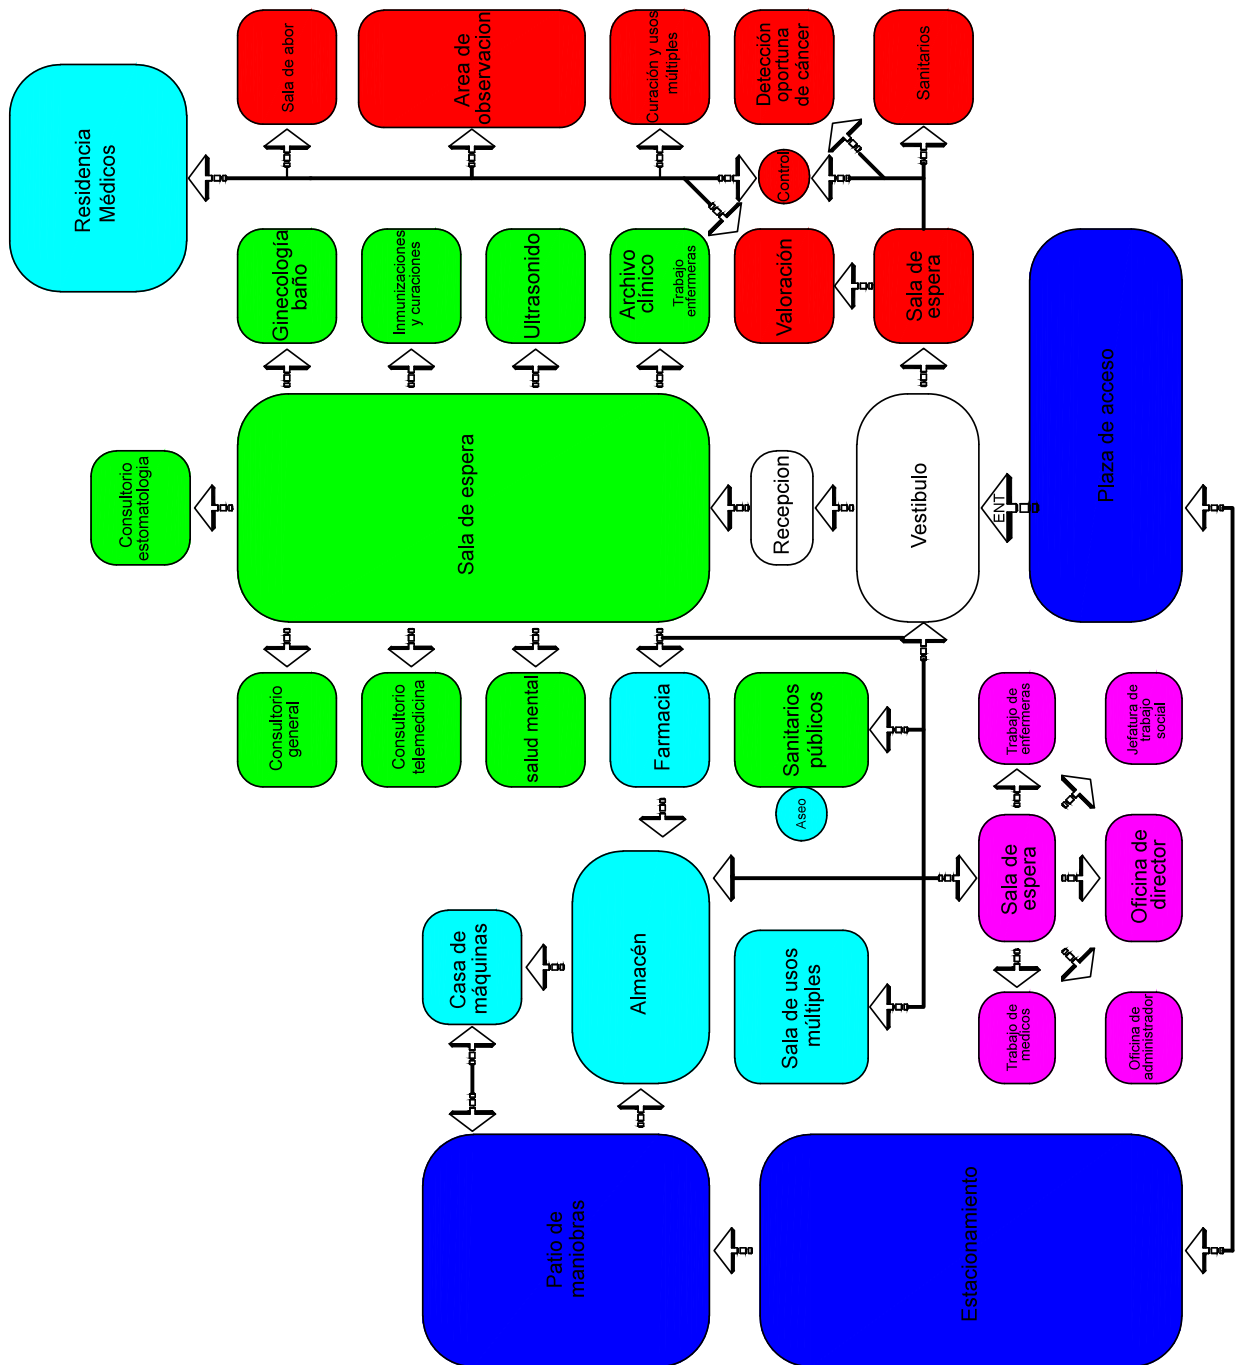 Residencia
Médicos
Sala de abor
Area de
observacion
Curación y usos
múltiples
Detección
oportuna
de cáncer
Sanitarios
Control
Ginecología
baño
Inmunizaciones
y curaciones
Ultrasonido
Archivo
clínico
Trabajo
enfermeras
Valoración
Sala de
espera
Consultorio
estomatologia
Sala de espera
Recepcion
Vestibulo
ENT
Plaza de acceso
Consultorio
general
Consultorio
telemedicina
salud mental
Farmacia
Sanitarios
públicos
Aseo
Trabajo de
enfermeras
Jefatura de
trabajo
social
Sala de
espera
Oficina de
director
Casa de
máquinas
Almacén
Sala de usos
múltiples
Trabajo de
medicos
Oficina de
administrador
Patio de
maniobras
Estacionamiento